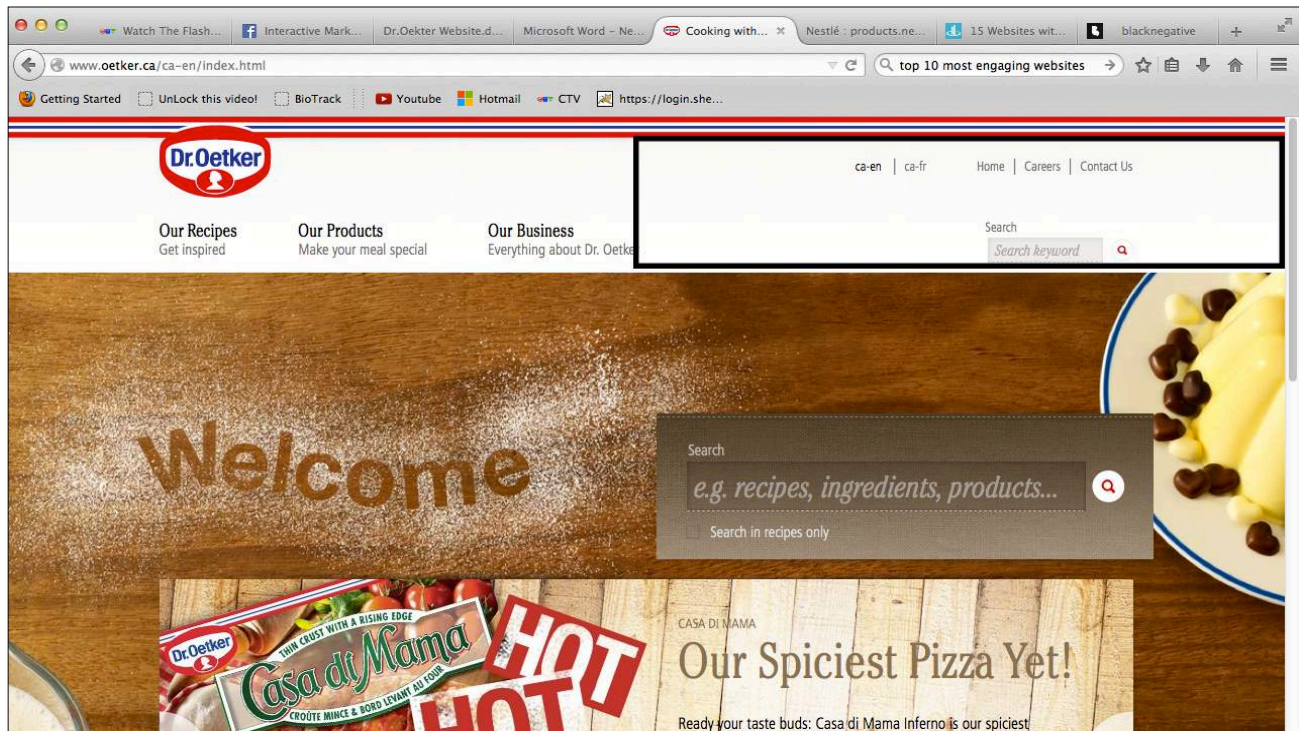 Watch The Flash...
Interactive Mark...
Dr.Oekter Website.d...
Microsoft Word – Ne...
Cooking with...
Nestlé : products.ne...
15 Websites wit...
blacknegative
www.oetker.ca/ca-en/index.html
top 10 most engaging websites
Getting Started
UnLock this video!
BioTrack
Youtube
Hotmail
CTV
https://login.she...
Dr.Oetker
ca-en | ca-fr
Home | Careers | Contact Us
Our Recipes
Get inspired
Our Products
Make your meal special
Our Business
Everything about Dr. Oetke
Search
Search keyword
Welcome
Search
e.g. recipes, ingredients, products...
Search in recipes only
Dr.Oetker
THIN CRUST WITH A RISING EDGE
Casa di Mama
CROÛTE MINCE & BORD LEVANT AU FOUR
HOT
HOT
CASA DI MAMA
Our Spiciest Pizza Yet!
Ready your taste buds: Casa di Mama Inferno is our spiciest